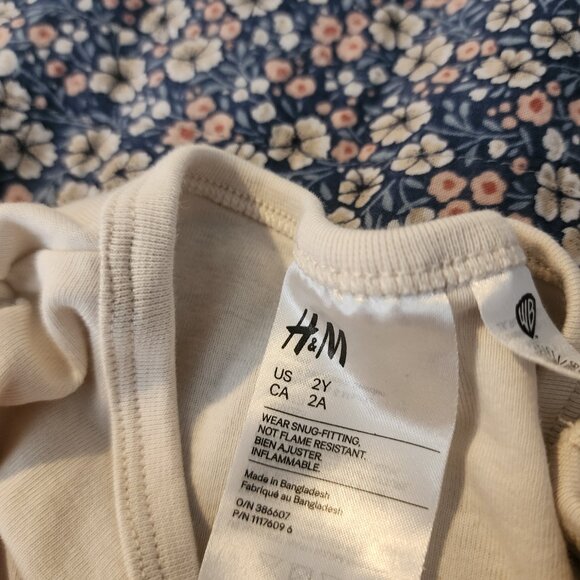 H&M
US 2Y
CA 2A
WEAR SNUG-FITTING,
NOT FLAME RESISTANT.
BIEN AJUSTER.
INFLAMMABLE.
Made in Bangladesh
Fabriqué au Bangladesh
O/N 386607
P/N 1117609 6
WB